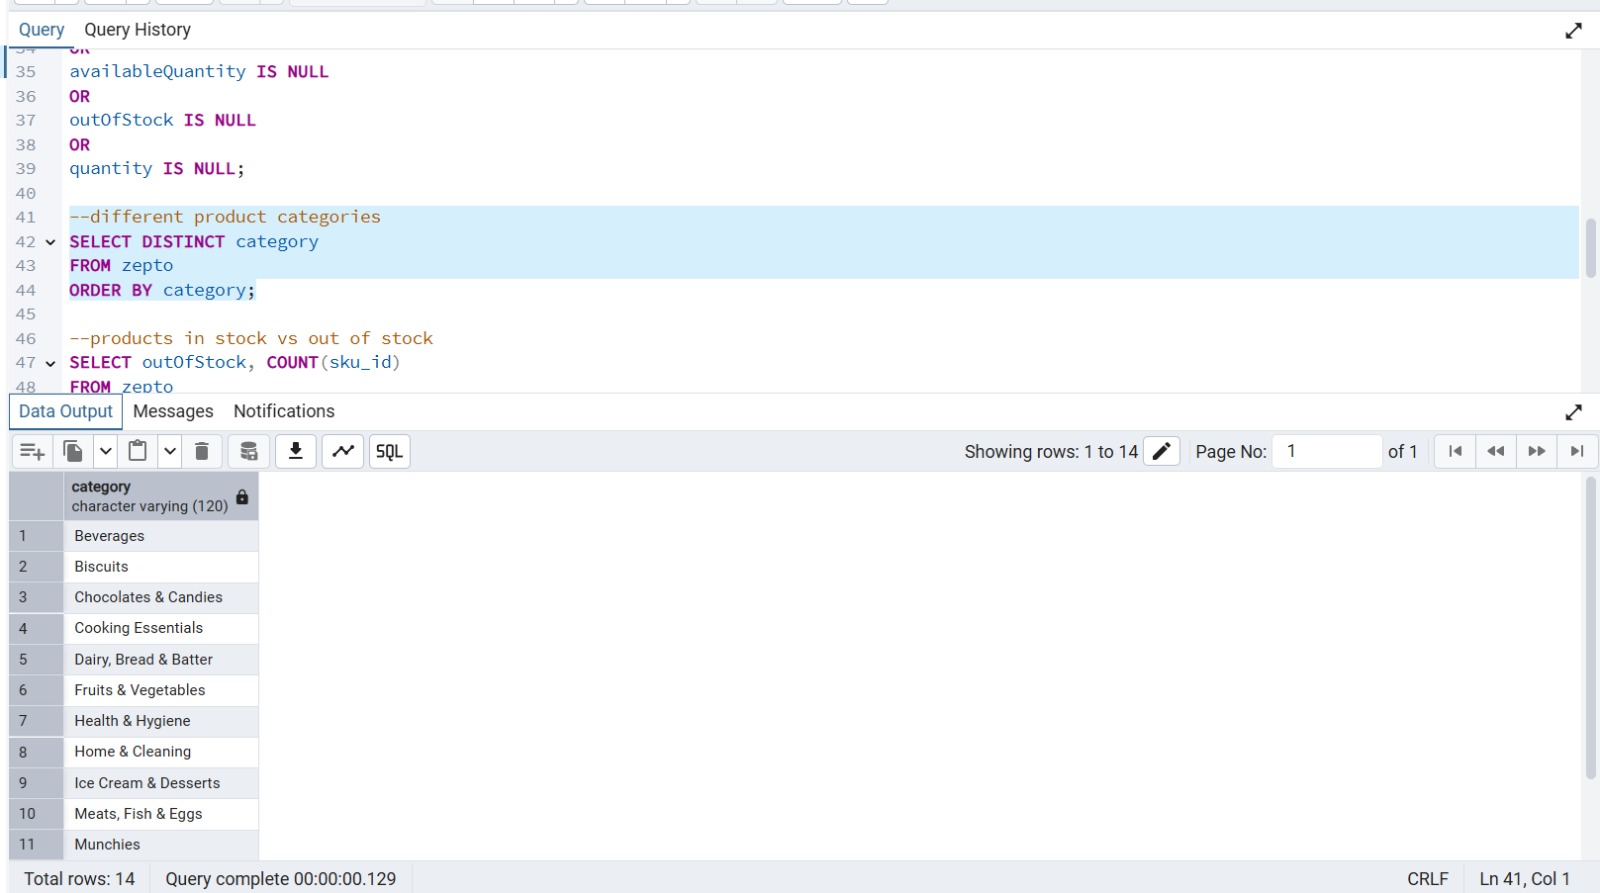 Query Query History
34 OR
35 availableQuantity IS NULL
36 OR
37 outOfStock IS NULL
38 OR
39 quantity IS NULL;
40
41 --different product categories
42 SELECT DISTINCT category
43 FROM zepto
44 ORDER BY category;
45
46 --products in stock vs out of stock
47 SELECT outOfStock, COUNT(sku_id)
48 FROM zepto
Data Output Messages Notifications
SQL Showing rows: 1 to 14 Page No: 1 of 1
category
character varying (120)
1 Beverages
2 Biscuits
3 Chocolates & Candies
4 Cooking Essentials
5 Dairy, Bread & Batter
6 Fruits & Vegetables
7 Health & Hygiene
8 Home & Cleaning
9 Ice Cream & Desserts
10 Meats, Fish & Eggs
11 Munchies
Total rows: 14 Query complete 00:00:00.129 CRLF Ln 41, Col 1